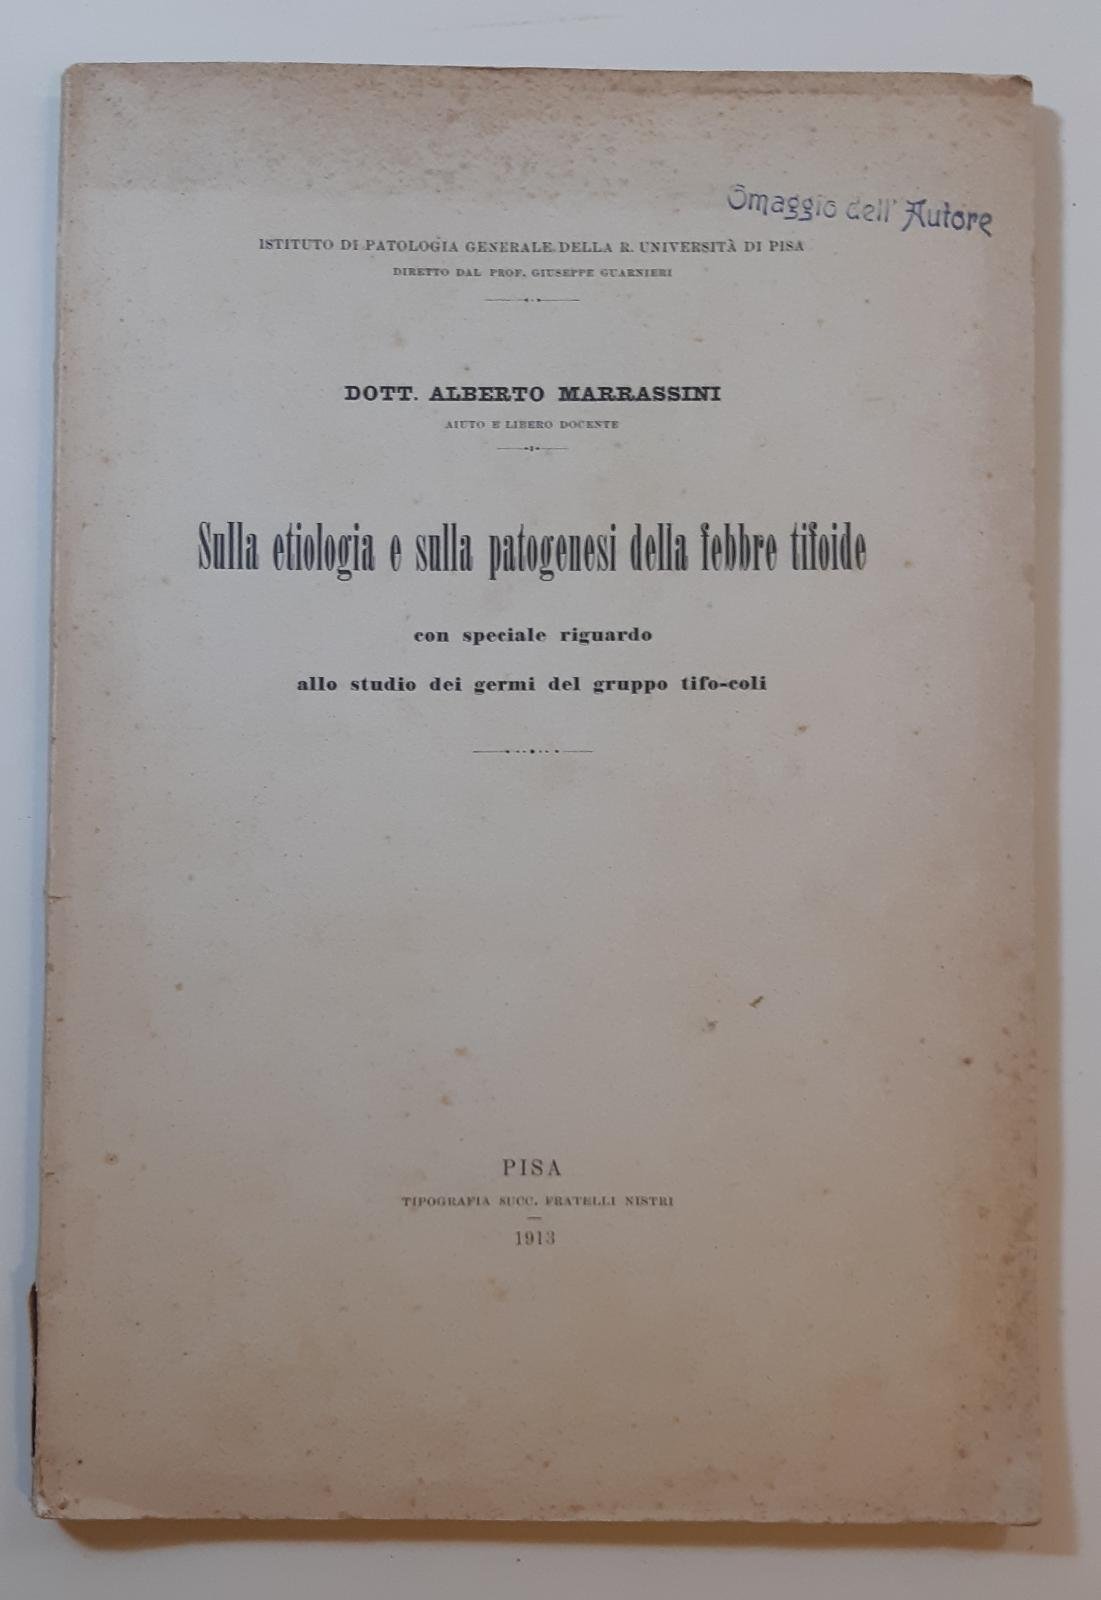 Omaggio dell' Autore
ISTITUTO DI PATOLOGIA GENERALE DELLA R. UNIVERSITÀ DI PISA
DIRETTO DAL PROF. GIUSEPPE GUARNIERI
DOTT. ALBERTO MARRASSINI
AIUTO E LIBERO DOCENTE
Sulla etiologia e sulla patogenesi della febbre tifoide
con speciale riguardo
allo studio dei germi del gruppo tifo-coli
PISA
TIPOGRAFIA SUCC. FRATELLI NISTRI
1913